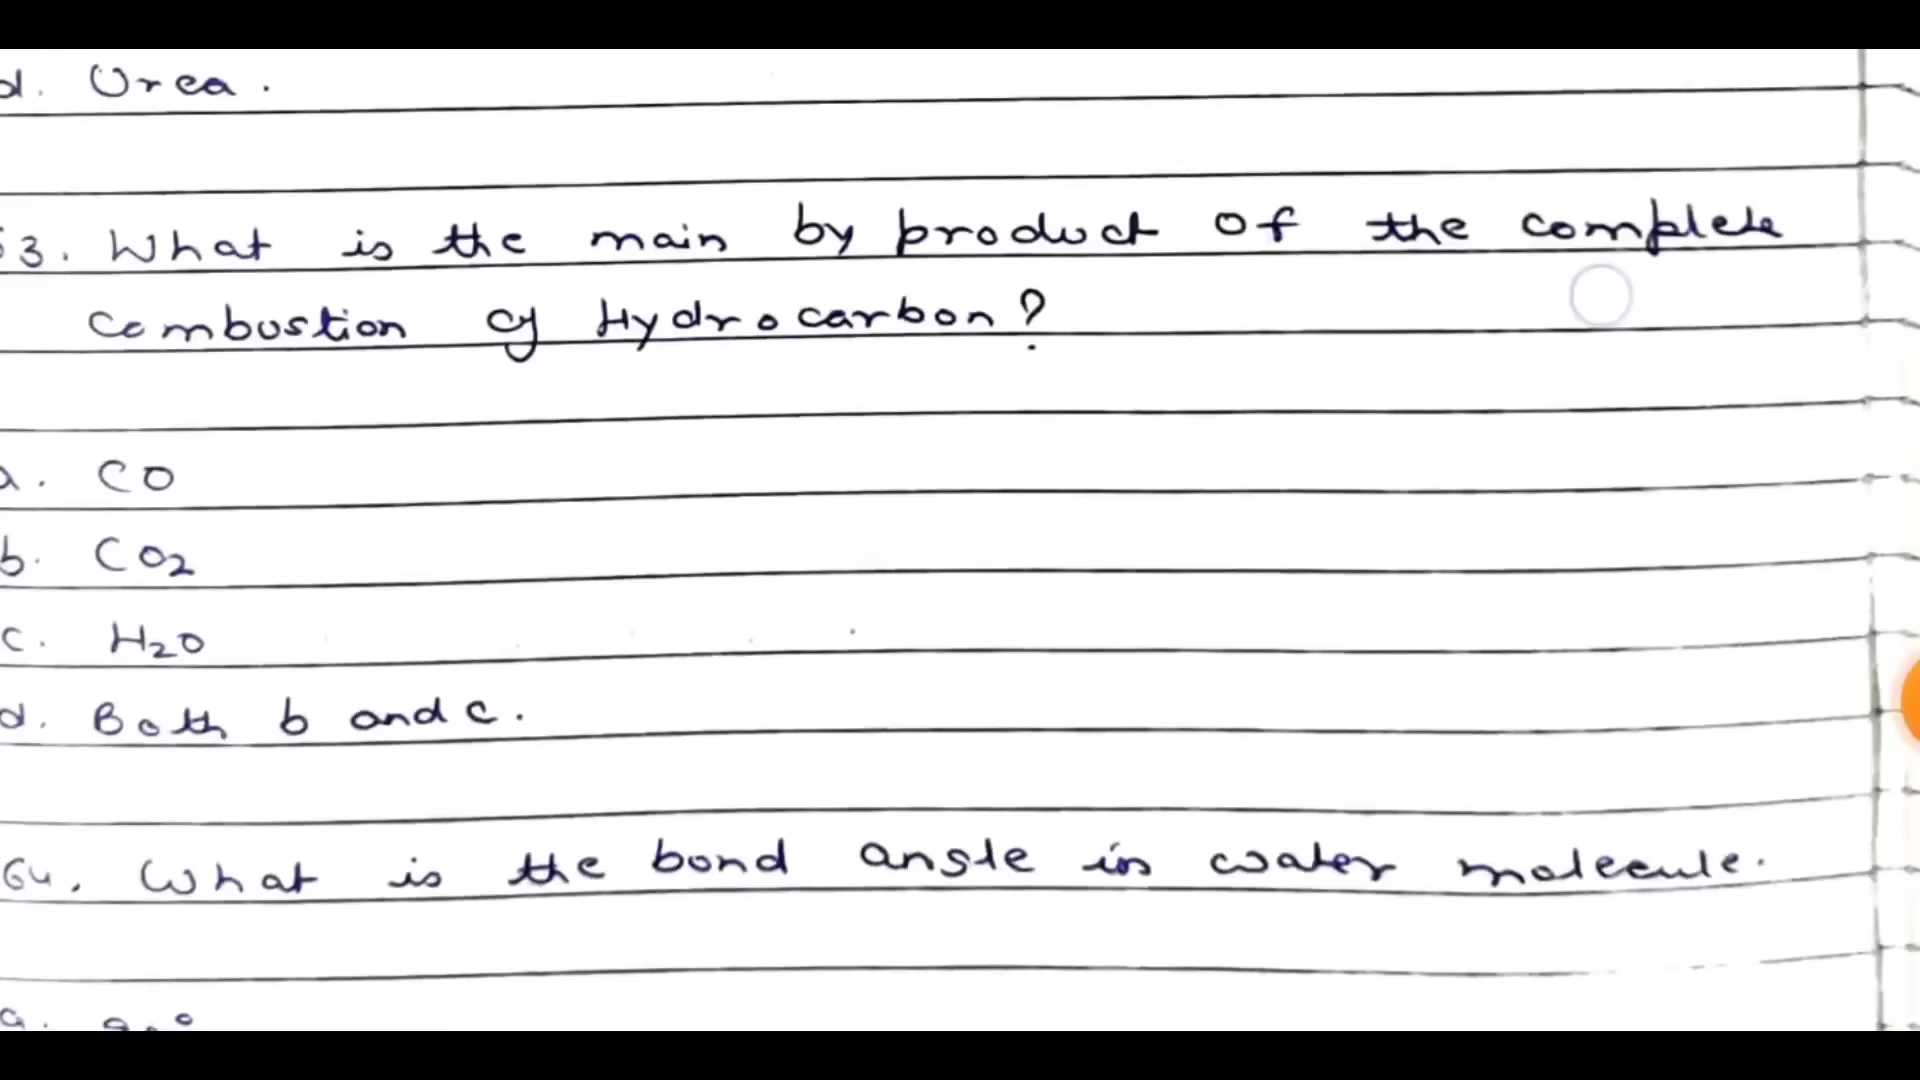 d. Urea.
63. What is the main by product of the complete
combustion of Hydrocarbon?
a. CO
b. CO2
c. H2O
d. Both b and c.
64. What is the bond angle in water molecule.
a.